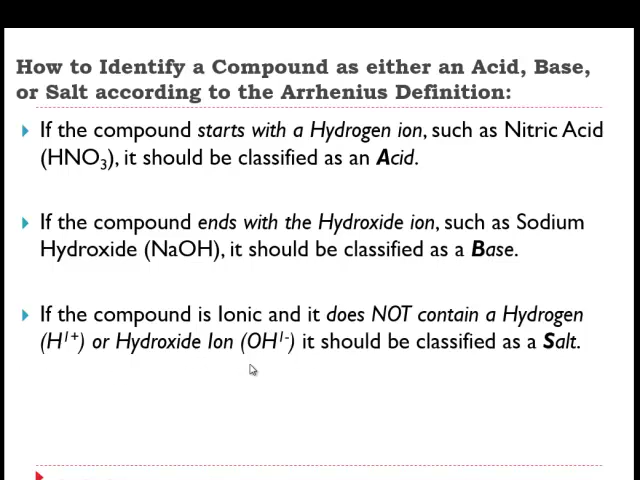 How to Identify a Compound as either an Acid, Base,
or Salt according to the Arrhenius Definition:
If the compound starts with a Hydrogen ion, such as Nitric Acid
(HNO₃), it should be classified as an Acid.
If the compound ends with the Hydroxide ion, such as Sodium
Hydroxide (NaOH), it should be classified as a Base.
If the compound is Ionic and it does NOT contain a Hydrogen
(H¹⁺) or Hydroxide Ion (OH¹⁻) it should be classified as a Salt.